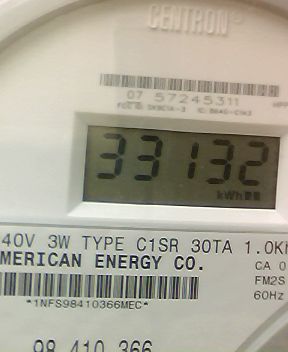 CENTRON®
07 57245311
33132
kWh
40V 3W TYPE C1SR 30TA 1.0K
MERICAN ENERGY CO.
CA 0
FM2S
60Hz
*1NFS98410366MEC*
98 410 366